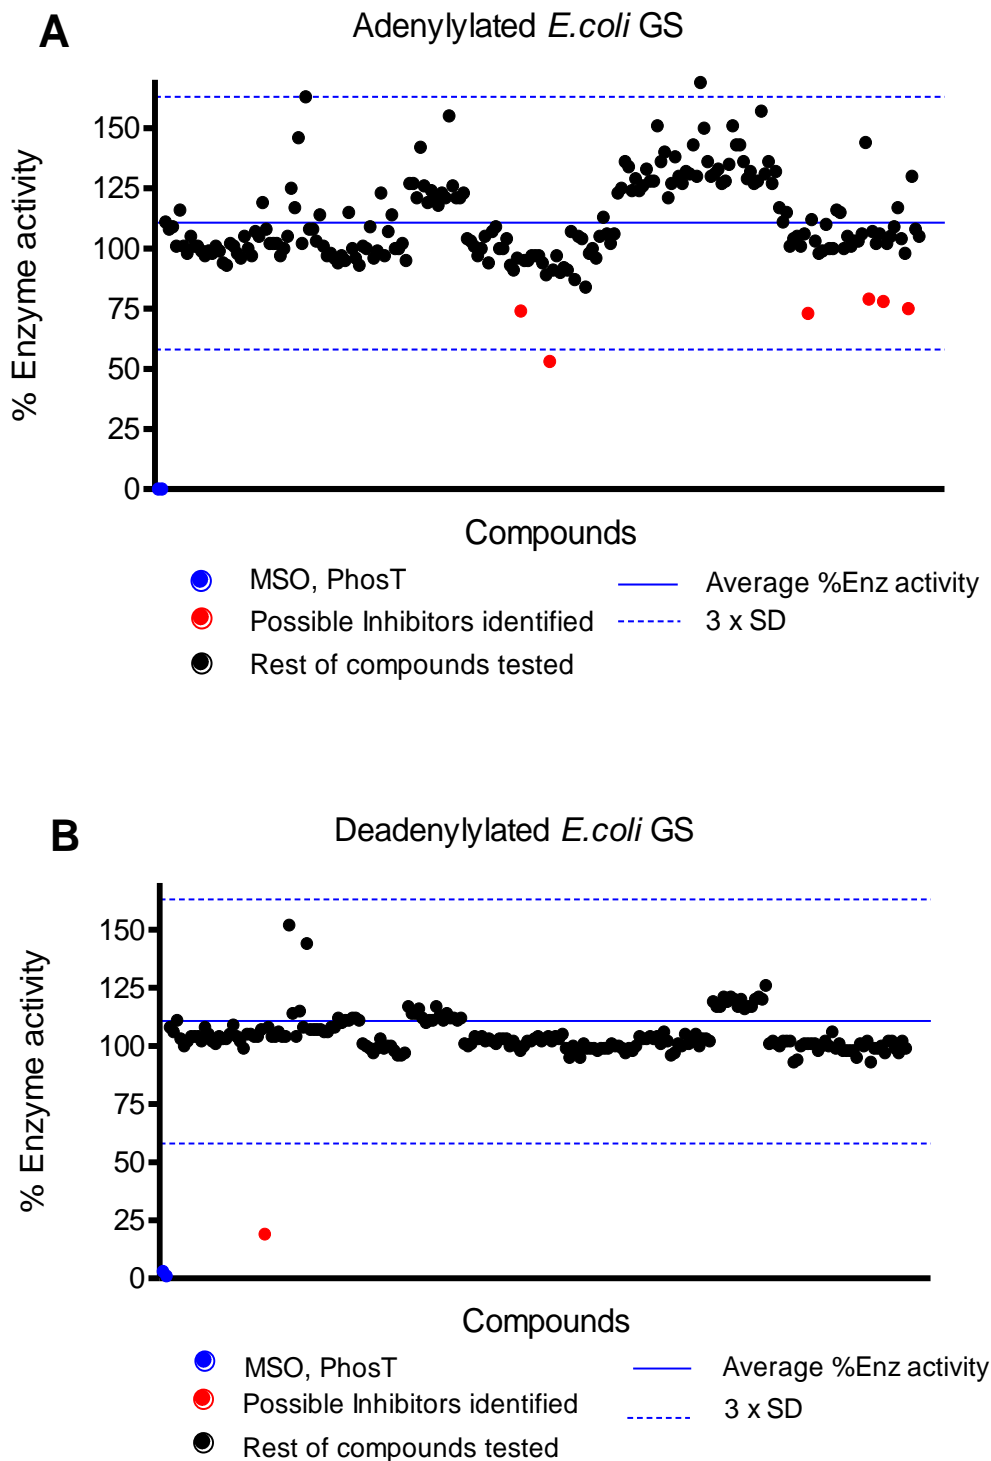 A
Adenylylated E.coli GS
% Enzyme activity
150
125
100
75
50
25
0
Compounds
MSO, PhosT
Average %Enz activity
Possible Inhibitors identified
3 x SD
Rest of compounds tested
B
Deadenylylated E.coli GS
% Enzyme activity
150
125
100
75
50
25
0
Compounds
MSO, PhosT
Average %Enz activity
Possible Inhibitors identified
3 x SD
Rest of compounds tested